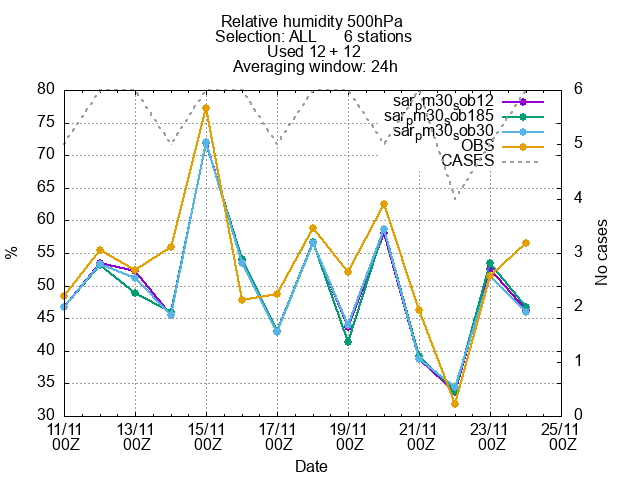 Relative humidity 500hPa
Selection: ALL 6 stations
Used 12 + 12
Averaging window: 24h
80
75
70
65
60
55
50
45
40
35
30
%
6
5
4
3
2
1
0
No cases
sar_pm30_sob12
sar_pm30_sob185
sar_pm30_sob30
OBS
CASES
11/11 13/11 15/11 17/11 19/11 21/11 23/11 25/11
00Z 00Z 00Z 00Z 00Z 00Z 00Z 00Z
Date